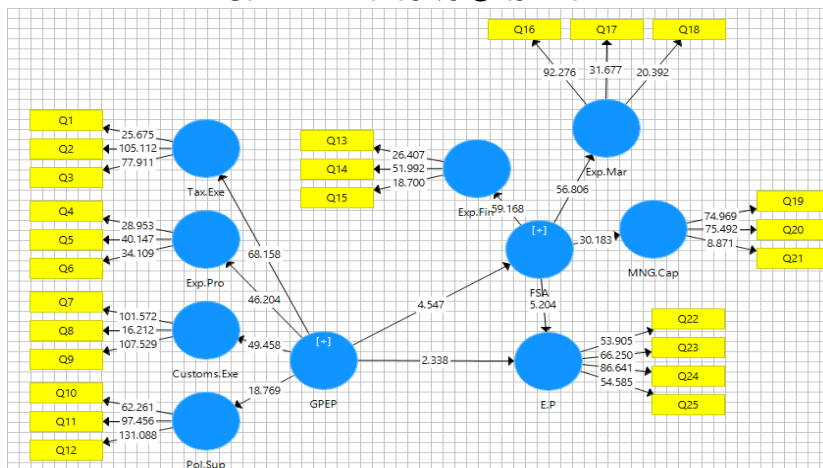 Q16
Q17
Q18
92.276
31.677
20.392
Exp.Mar
Q1
Q2
Q3
25.675
105.112
77.911
Tax.Exe
Q13
Q14
Q15
26.407
51.992
18.700
Exp.Fin
59.168
56.806
Q4
Q5
Q6
28.953
40.147
34.109
Exp.Pro
68.158
46.204
[+]
FSA
30.183
74.969
75.492
8.871
Q19
Q20
Q21
MNG.Cap
4.547
5.204
Q7
Q8
Q9
101.572
16.212
107.529
Customs.Exe
49.458
18.769
[+]
GPEP
2.338
E.P
53.905
66.250
86.641
54.585
Q22
Q23
Q24
Q25
Q10
Q11
Q12
62.261
97.456
131.088
Pol.Sup